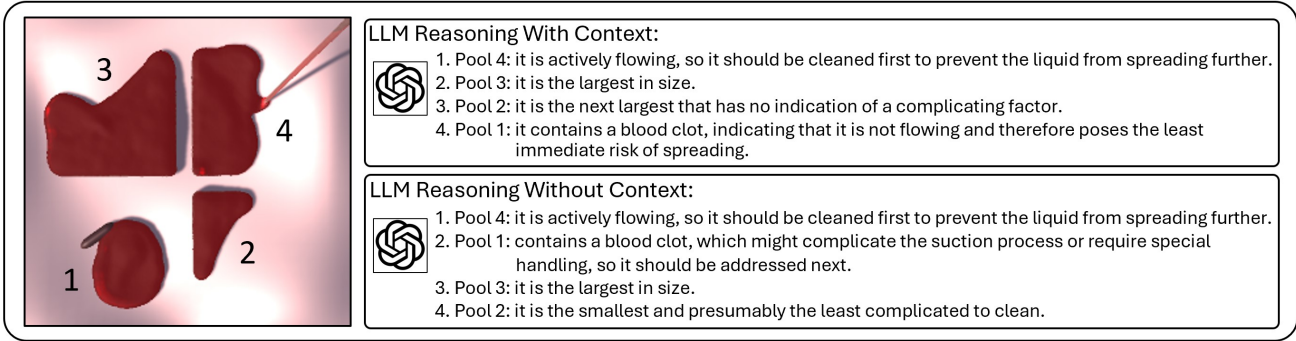 3
4
2
1
LLM Reasoning With Context:
1. Pool 4: it is actively flowing, so it should be cleaned first to prevent the liquid from spreading further.
2. Pool 3: it is the largest in size.
3. Pool 2: it is the next largest that has no indication of a complicating factor.
4. Pool 1: it contains a blood clot, indicating that it is not flowing and therefore poses the least
immediate risk of spreading.
LLM Reasoning Without Context:
1. Pool 4: it is actively flowing, so it should be cleaned first to prevent the liquid from spreading further.
2. Pool 1: contains a blood clot, which might complicate the suction process or require special
handling, so it should be addressed next.
3. Pool 3: it is the largest in size.
4. Pool 2: it is the smallest and presumably the least complicated to clean.